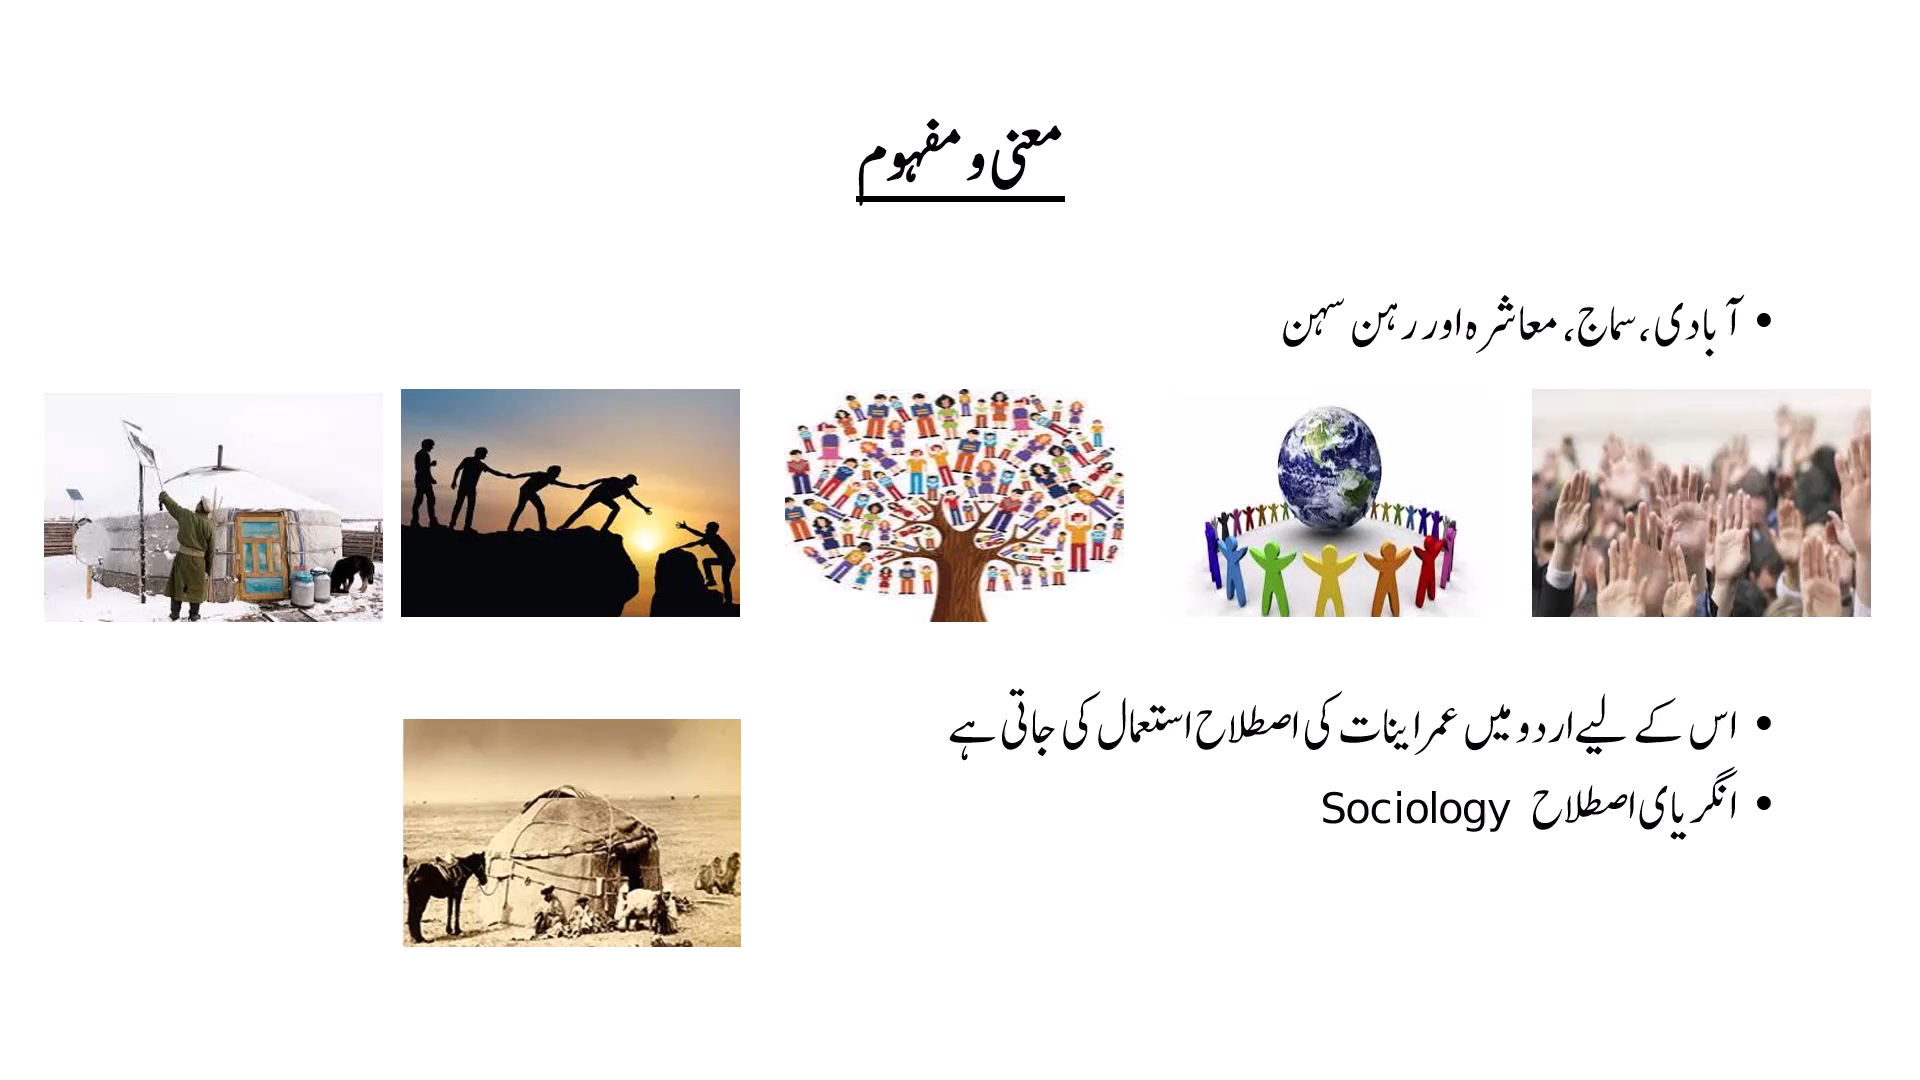 معنی و مفہوم
• آبادی، سماج، معاشرہ اور رہن سہن
• اس کے لیے اردو میں عمراینات کی اصطلاح استعمال کی جاتی ہے
• انگریای اصطلاح Sociology